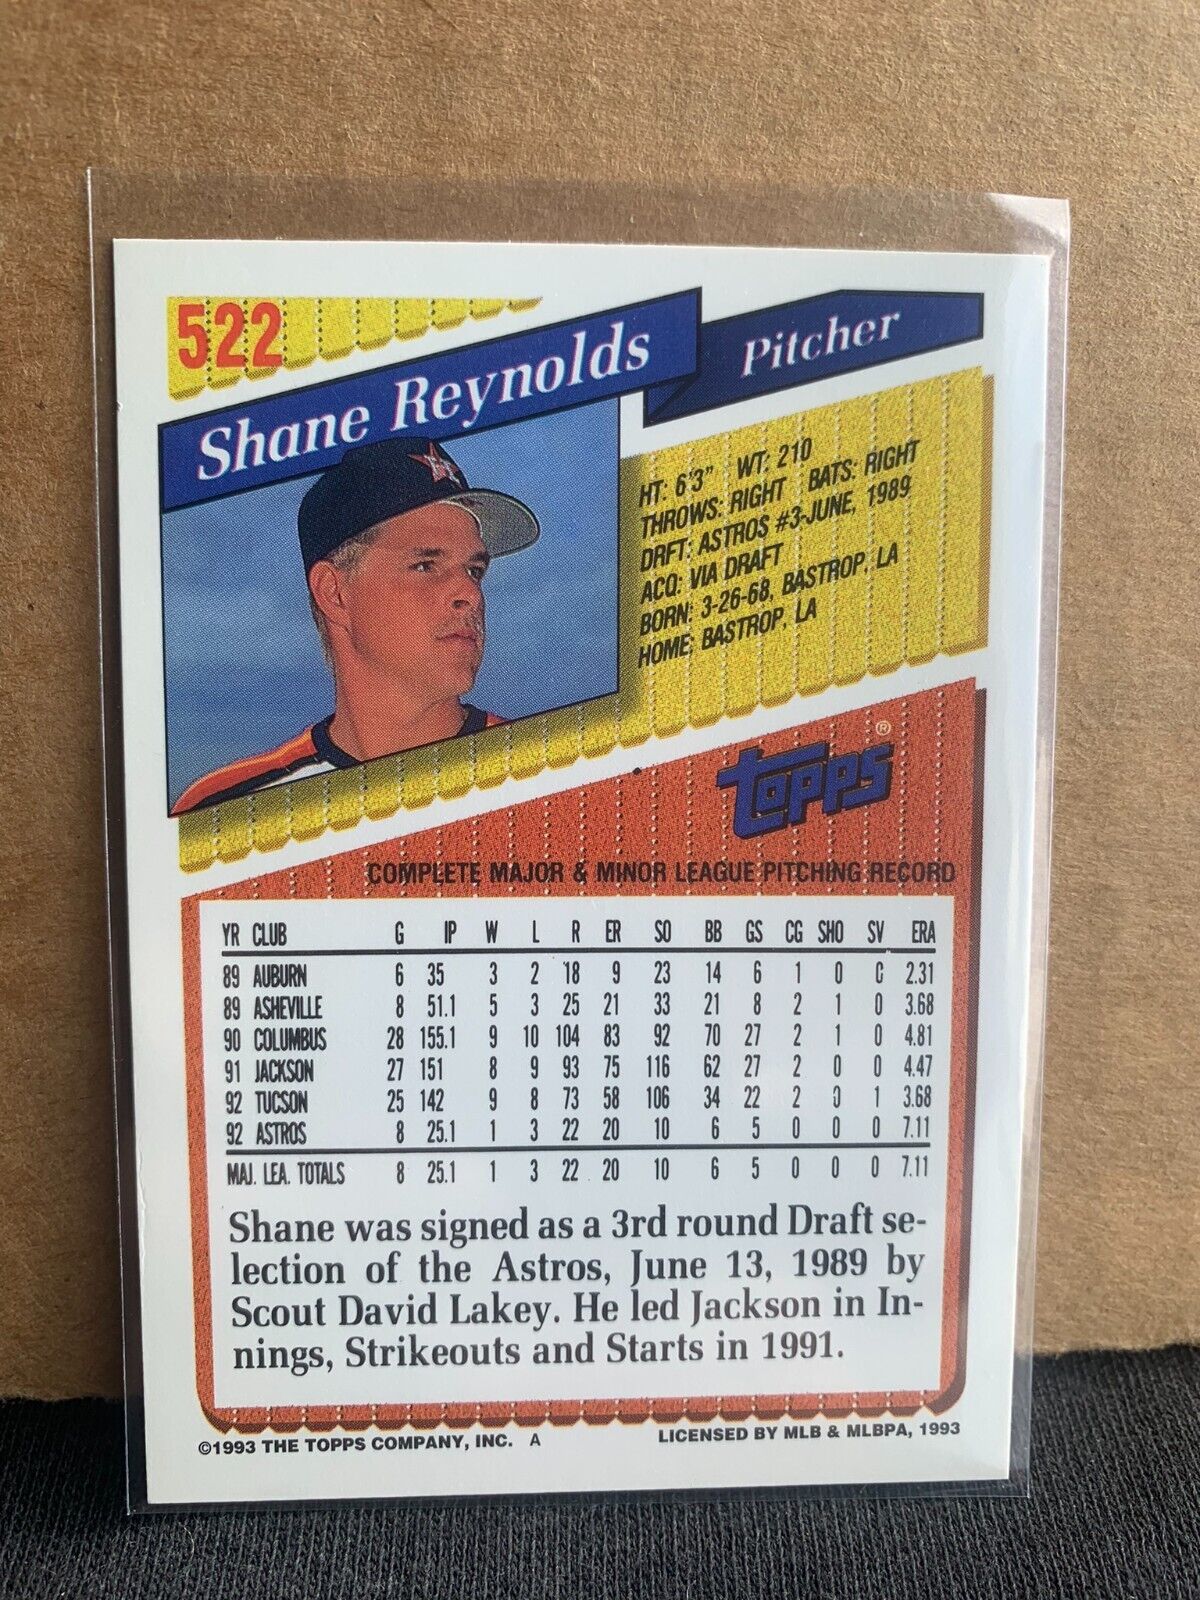 522
Shane Reynolds
Pitcher
HT: 6'3" WT: 210
THROWS: RIGHT BATS: RIGHT
DRFT: ASTROS #3-JUNE, 1989
ACQ: VIA DRAFT
BORN: 3-26-68, BASTROP, LA
HOME: BASTROP, LA
TOPPS®
COMPLETE MAJOR & MINOR LEAGUE PITCHING RECORD
YR CLUB G IP W L R ER SO BB GS CG SHO SV ERA
89 AUBURN 6 35 3 2 18 9 23 14 6 1 0 0 2.31
89 ASHEVILLE 8 51.1 5 3 25 21 33 21 8 2 1 0 3.68
90 COLUMBUS 28 155.1 9 10 104 83 92 70 27 2 1 0 4.81
91 JACKSON 27 151 8 9 93 75 116 62 27 2 0 0 4.47
92 TUCSON 25 142 9 8 73 58 106 34 22 2 0 1 3.68
92 ASTROS 8 25.1 1 3 22 20 10 6 5 0 0 0 7.11
MAJ. LEA. TOTALS 8 25.1 1 3 22 20 10 6 5 0 0 0 7.11
Shane was signed as a 3rd round Draft se-
lection of the Astros, June 13, 1989 by
Scout David Lakey. He led Jackson in In-
nings, Strikeouts and Starts in 1991.
©1993 THE TOPPS COMPANY, INC. A
LICENSED BY MLB & MLBPA, 1993